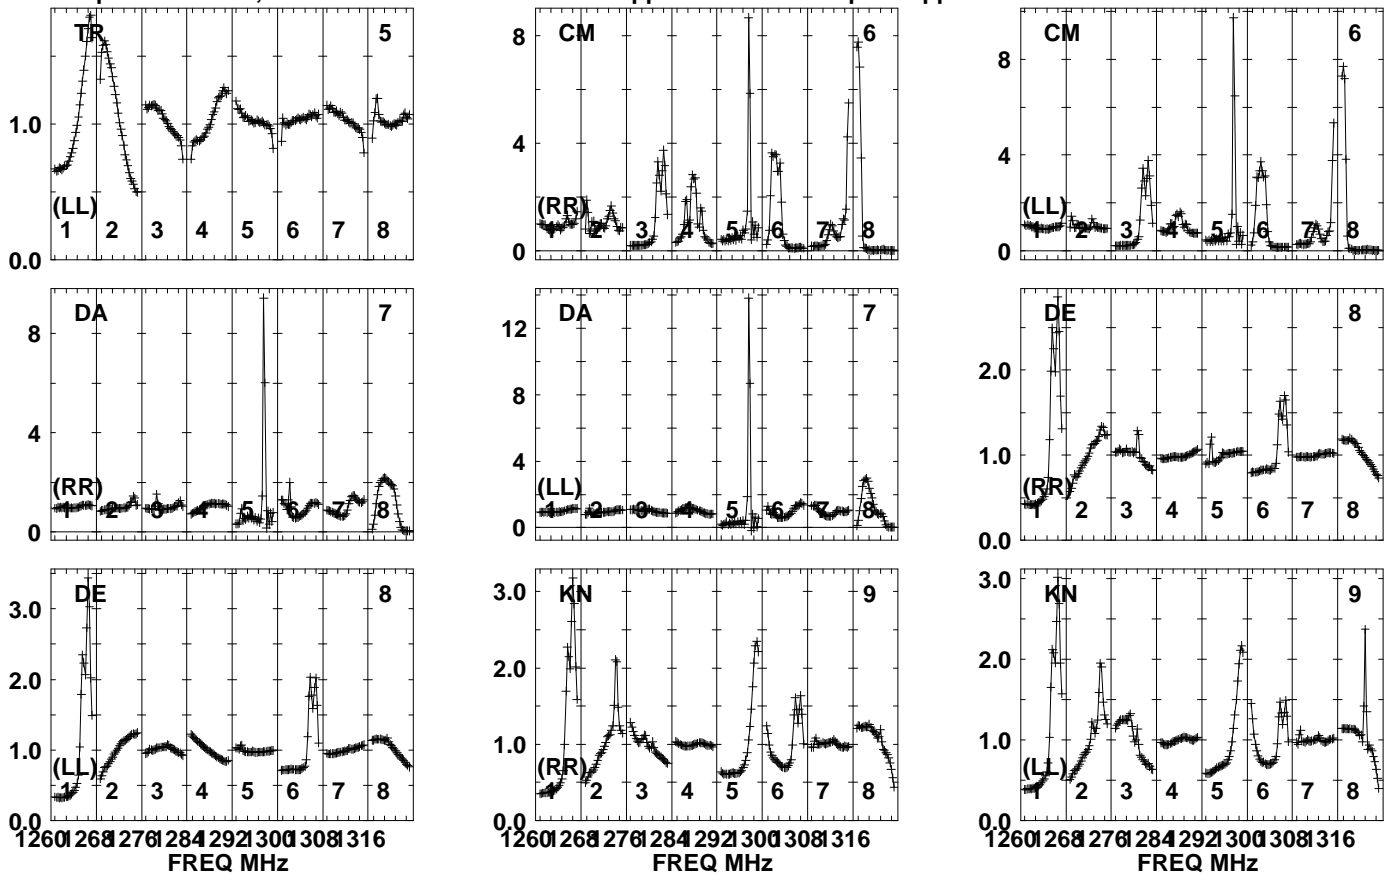 TR 5 CM 6 CM 6
1.0 8 8
4 4
(LL) (RR) (LL)
1 2 3 4 5 6 7 8 1 2 3 4 5 6 7 8 1 2 3 4 5 6 7 8
0.0 0 0
DA 7 DA 7 DE 8
8 12 2.0
4 8 1.0
(RR) 4 (LL) (RR)
1 2 3 4 5 6 7 8 1 2 3 4 5 6 7 8 1 2 3 4 5 6 7 8
0 0 0.0
DE 8 KN 9 KN 9
3.0 3.0 3.0
2.0 2.0 2.0
1.0 1.0 1.0
(LL) (RR) (LL)
1 2 3 4 5 6 7 8 1 2 3 4 5 6 7 8 1 2 3 4 5 6 7 8
0.0 0.0 0.0
1260 1268 1276 1284 1292 1300 1308 1316 1260 1268 1276 1284 1292 1300 1308 1316 1260 1268 1276 1284 1292 1300 1308 1316
FREQ MHz FREQ MHz